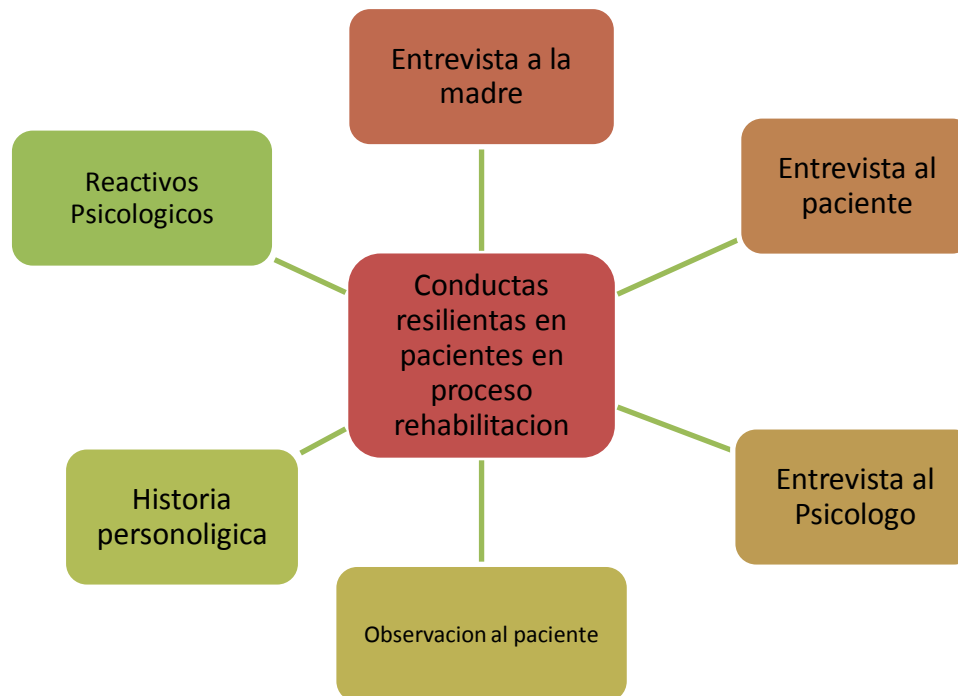 Entrevista a la
madre
Reactivos
Psicologicos
Entrevista al
paciente
Conductas
resilientas en
pacientes en
proceso
rehabilitacion
Historia
personoligica
Entrevista al
Psicologo
Observacion al paciente